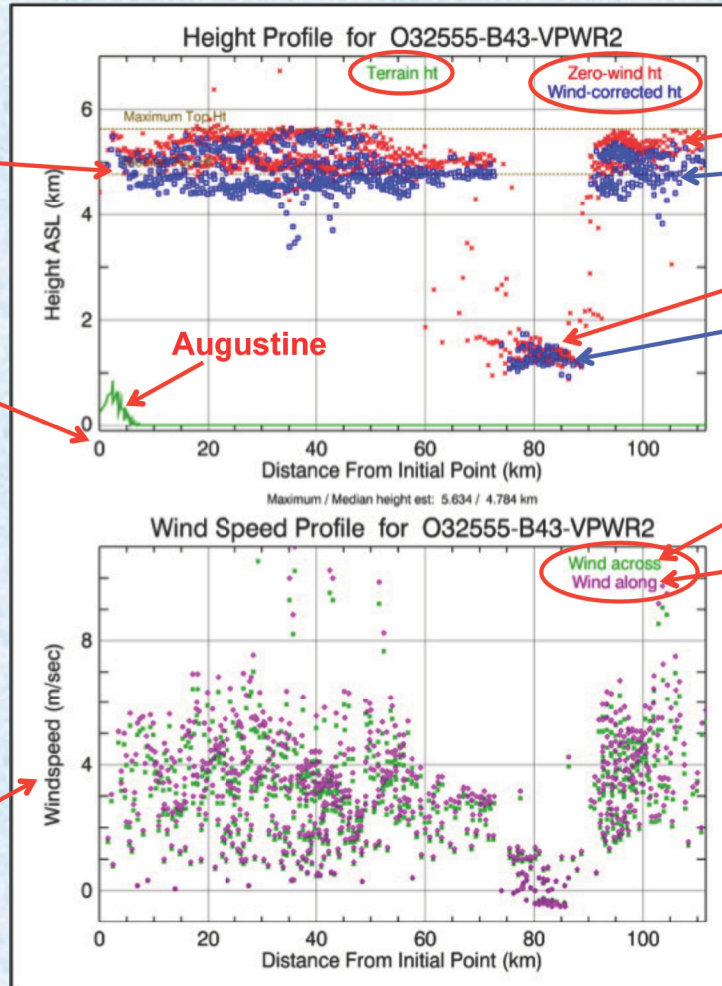 Height Profile for O32555-B43-VPWR2
Terrain ht
Zero-wind ht
Wind-corrected ht
Maximum Top Ht
6
4
2
0
Height ASL (km)
Augustine
0 20 40 60 80 100
Distance From Initial Point (km)
Maximum / Median height est: 5.634 / 4.784 km
Wind Speed Profile for O32555-B43-VPWR2
Wind across
Wind along
8
4
0
Windspeed (m/sec)
0 20 40 60 80 100
Distance From Initial Point (km)